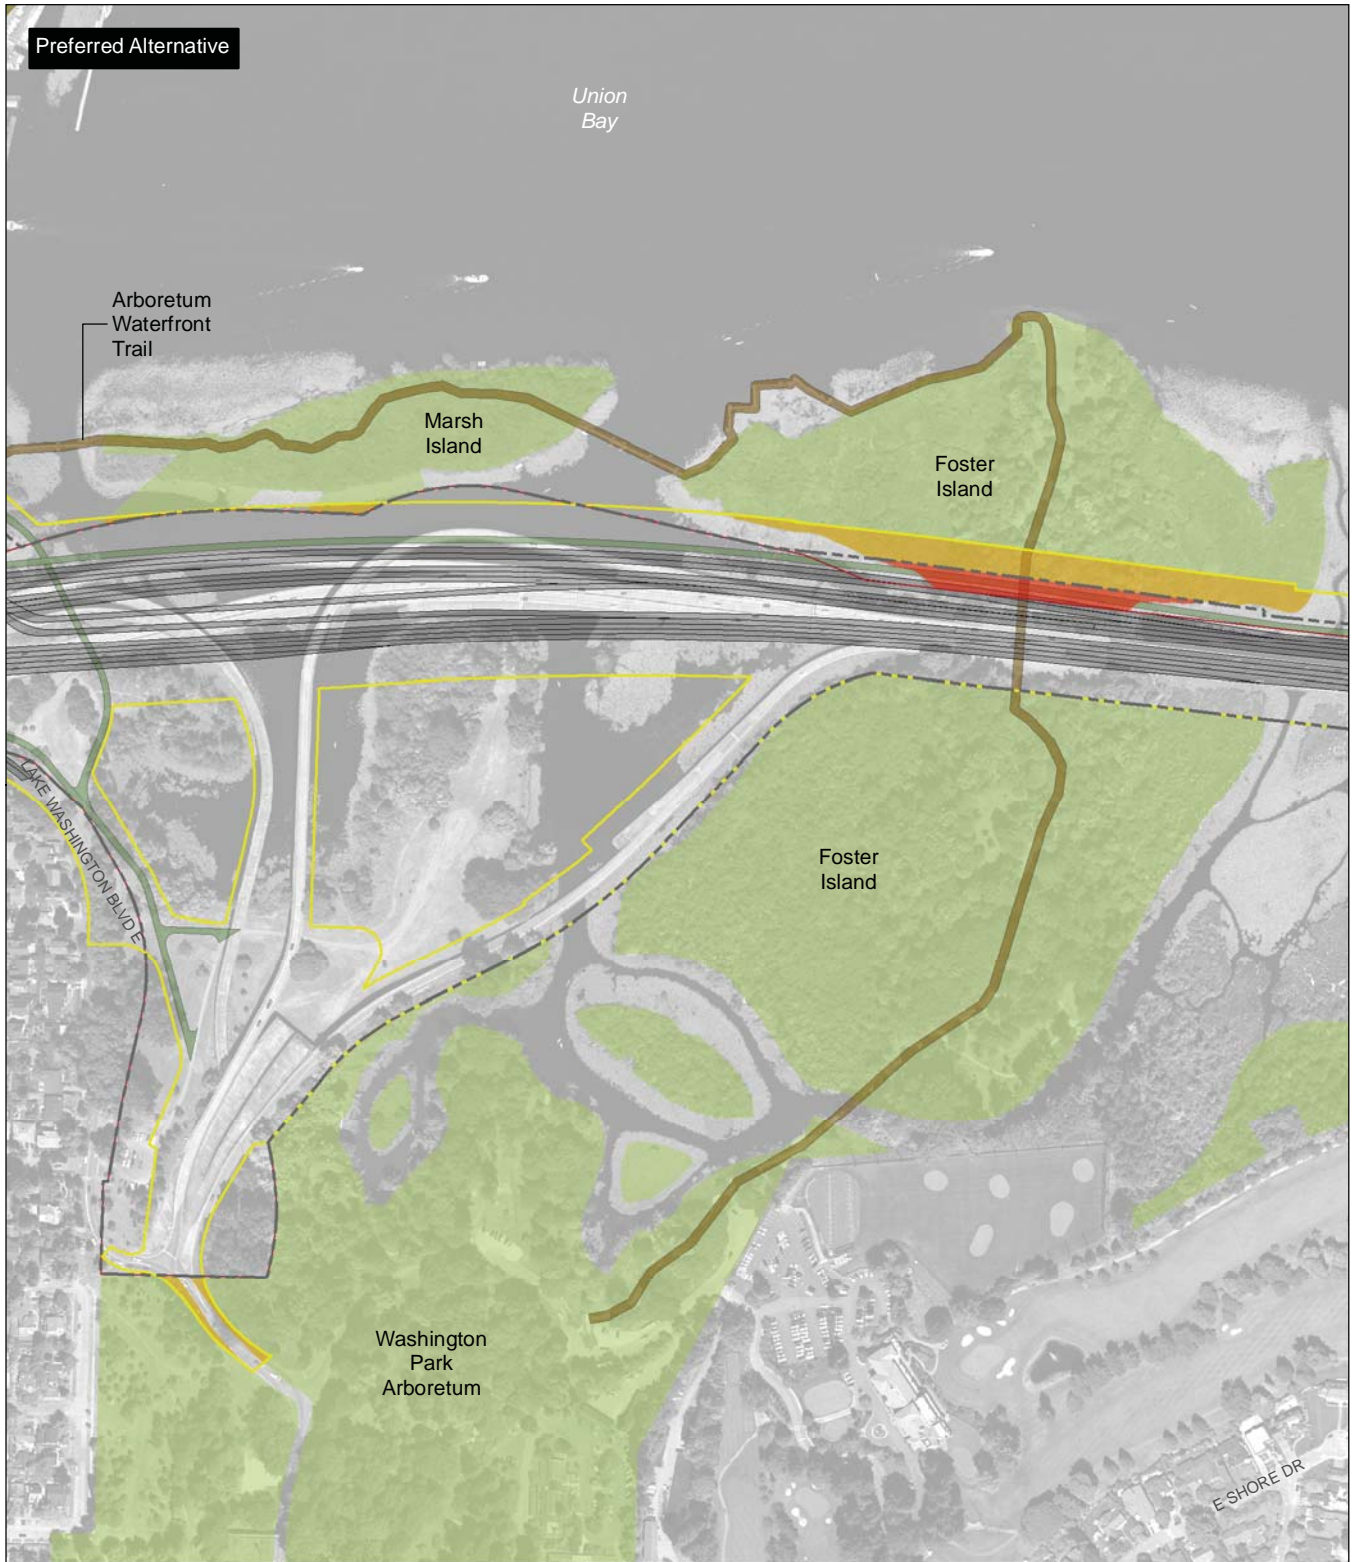 Preferred Alternative
Union
Bay
Arboretum
Waterfront
Trail
Marsh
Island
Foster
Island
LAKE WASHINGTON BLVD E
Foster
Island
Washington
Park
Arboretum
E SHORE DR